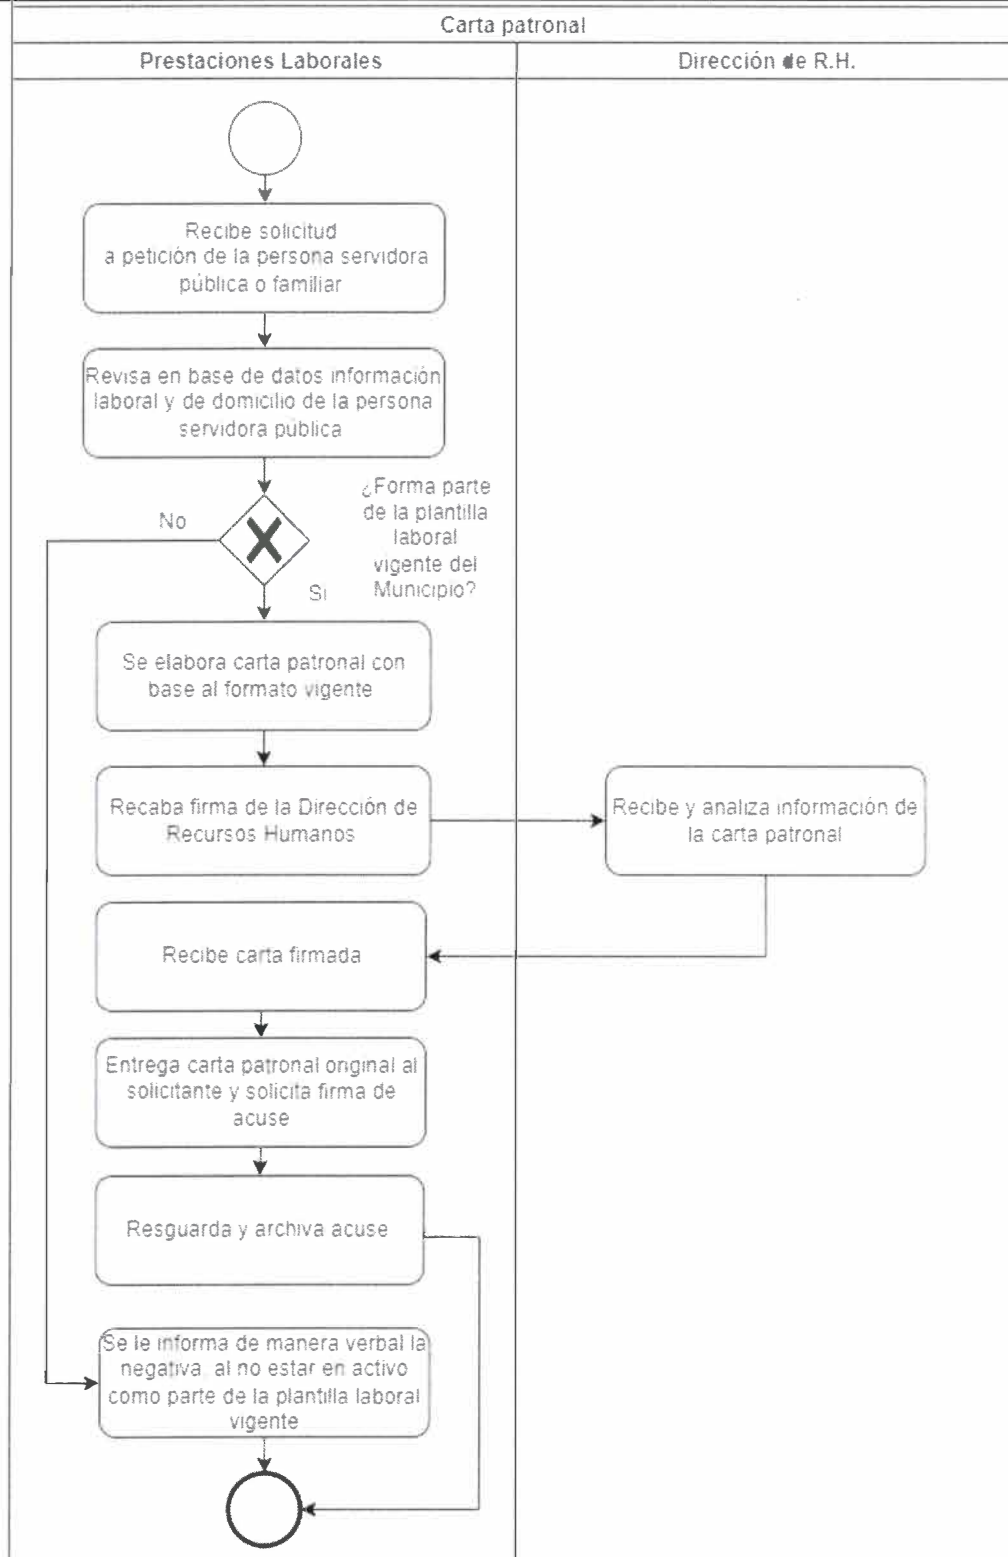 Carta patronal
Prestaciones Laborales
Dirección de R.H.
Recibe solicitud
a petición de la persona servidora
pública o familiar
Revisa en base de datos información
laboral y de domicilio de la persona
servidora pública
¿Forma parte
de la plantilla
laboral
vigente del
Municipio?
No
Si
Se elabora carta patronal con
base al formato vigente
Recaba firma de la Dirección de
Recursos Humanos
Recibe y analiza información de
la carta patronal
Recibe carta firmada
Entrega carta patronal original al
solicitante y solicita firma de
acuse
Resguarda y archiva acuse
Se le informa de manera verbal la
negativa, al no estar en activo
como parte de la plantilla laboral
vigente